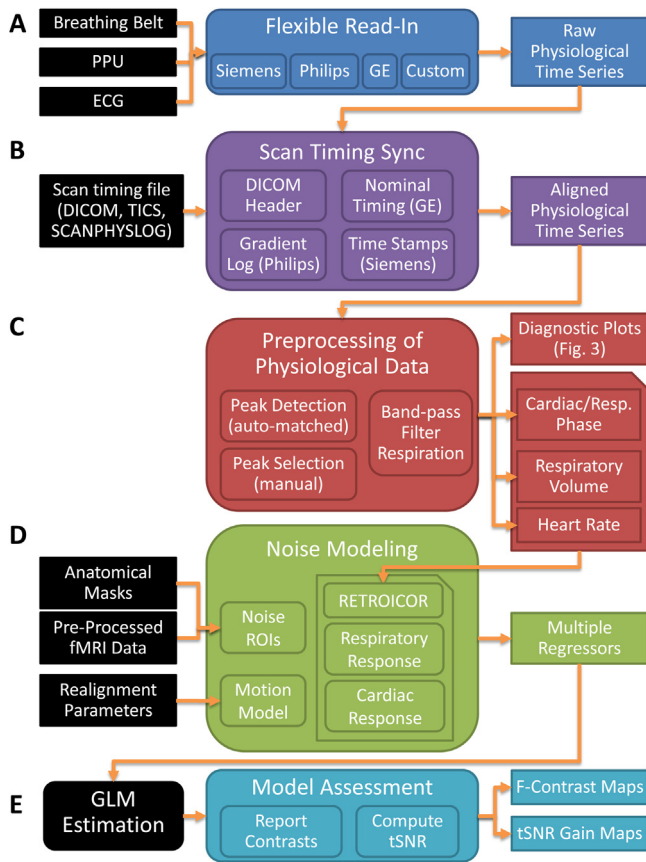 A
Breathing Belt
PPU
ECG
Flexible Read-In
Siemens
Philips
GE
Custom
Raw
Physiological
Time Series
B
Scan timing file
(DICOM, TICS,
SCANPHYSLOG)
Scan Timing Sync
DICOM
Header
Nominal
Timing (GE)
Gradient
Log (Philips)
Time Stamps
(Siemens)
Aligned
Physiological
Time Series
C
Preprocessing of
Physiological Data
Peak Detection
(auto-matched)
Peak Selection
(manual)
Band-pass
Filter
Respiration
Diagnostic Plots
(Fig. 3)
Cardiac/Resp.
Phase
Respiratory
Volume
Heart Rate
D
Anatomical
Masks
Pre-Processed
fMRI Data
Realignment
Parameters
Noise Modeling
Noise
ROIs
Motion
Model
RETROICOR
Respiratory
Response
Cardiac
Response
Multiple
Regressors
E
GLM
Estimation
Model Assessment
Report
Contrasts
Compute
tSNR
F-Contrast Maps
tSNR Gain Maps